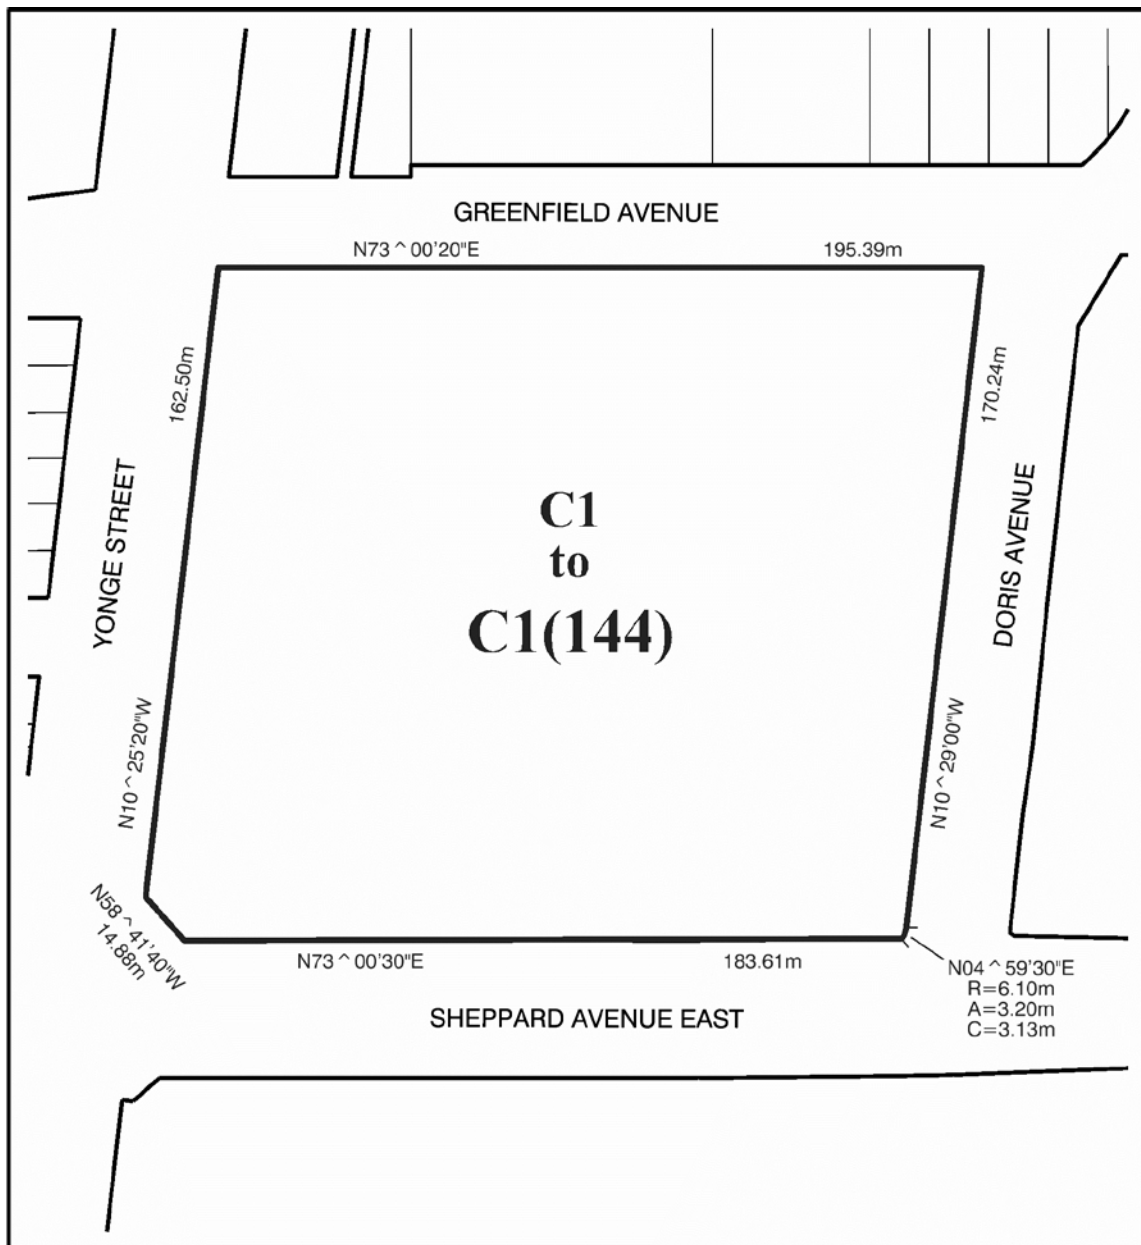 GREENFIELD AVENUE
N73^00'20"E
195.39m
162.50m
170.24m
YONGE STREET
C1
to
C1(144)
DORIS AVENUE
N10^25'20"W
N10^29'00"W
N58^41'40"W
14.88m
N73^00'30"E
183.61m
N04^59'30"E
R=6.10m
A=3.20m
C=3.13m
SHEPPARD AVENUE EAST